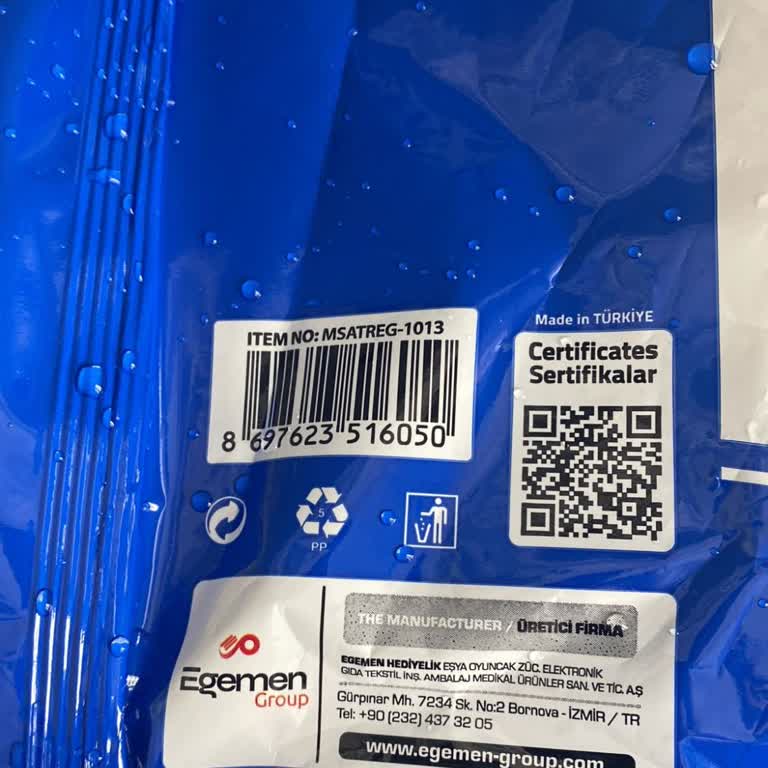 ITEM NO: MSATREG-1013
8 697623 516050
Made in TÜRKİYE
Certificates
Sertifikalar
5
PP
Egemen
Group
THE MANUFACTURER / ÜRETİCİ FİRMA
EGEMEN HEDİYELİK EŞYA OYUNCAK ZÜC. ELEKTRONİK
GIDA TEKSTİL İNŞ. AMBALAJ MEDİKAL ÜRÜNLER SAN. VE TİC. A.Ş
Gürpınar Mh. 7234 Sk. No:2 Bornova - İZMİR / TR
Tel: +90 (232) 437 32 05
www.egemen-group.com